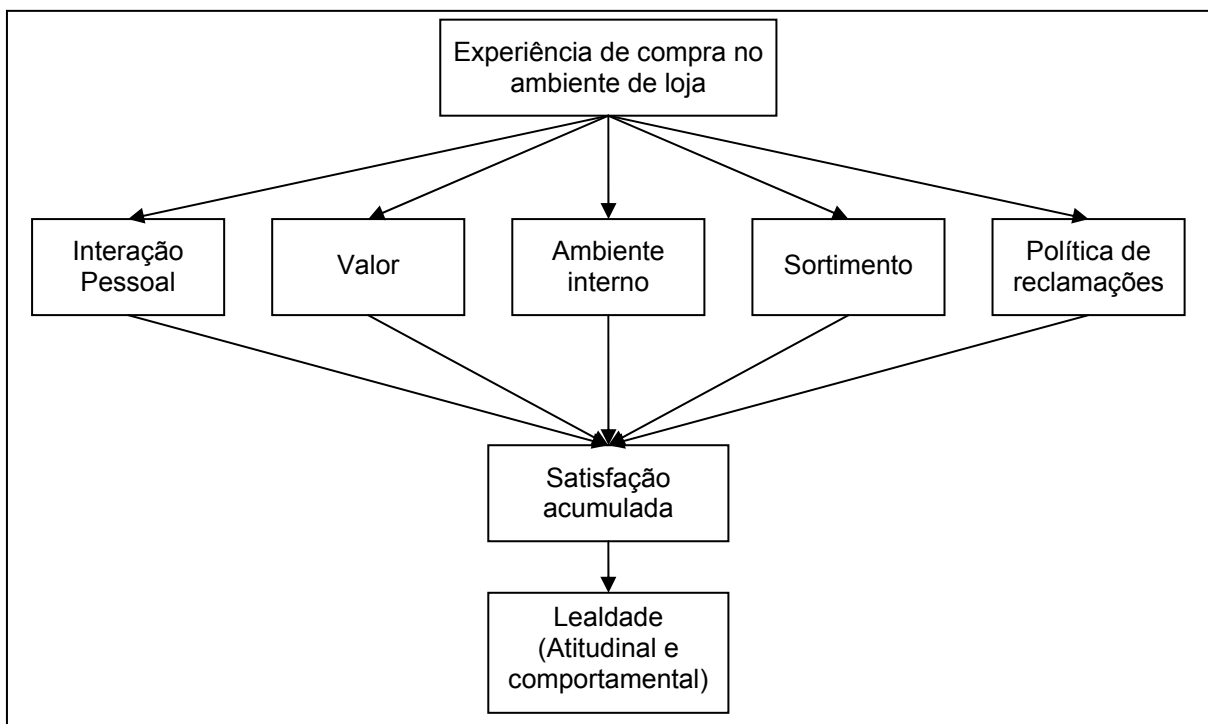 Experiência de compra no
ambiente de loja
Interação
Pessoal
Valor
Ambiente
interno
Sortimento
Política de
reclamações
Satisfação
acumulada
Lealdade
(Atitudinal e
comportamental)